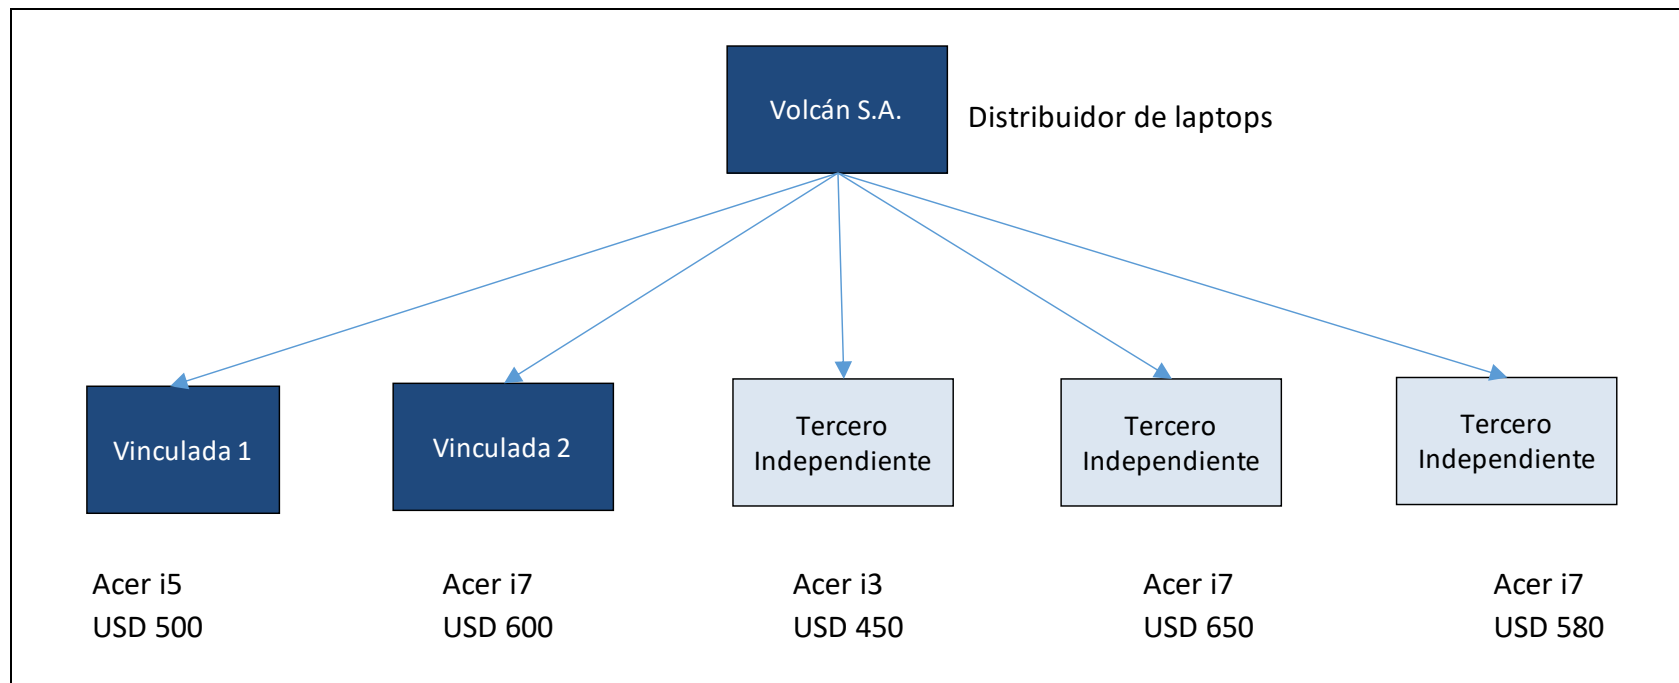 Volcán S.A.
Distribuidor de laptops
Vinculada 1
Vinculada 2
Tercero
Independiente
Tercero
Independiente
Tercero
Independiente
Acer i5
USD 500
Acer i7
USD 600
Acer i3
USD 450
Acer i7
USD 650
Acer i7
USD 580